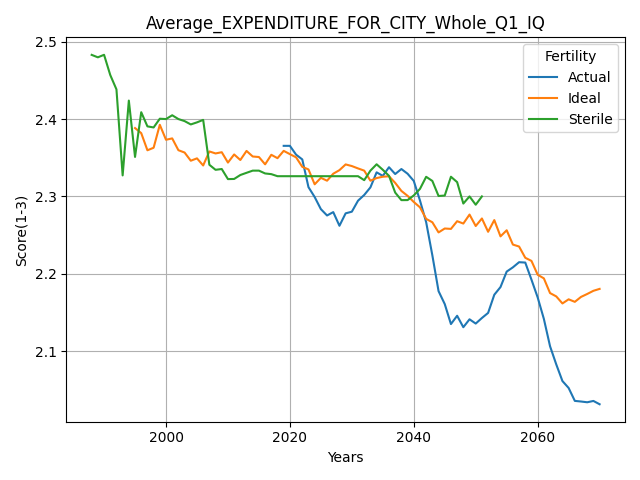 Average_EXPENDITURE_FOR_CITY_Whole_Q1_IQ
Fertility
Actual
Ideal
Sterile
Score(1-3)
2.5
2.4
2.3
2.2
2.1
2000
2020
2040
2060
Years